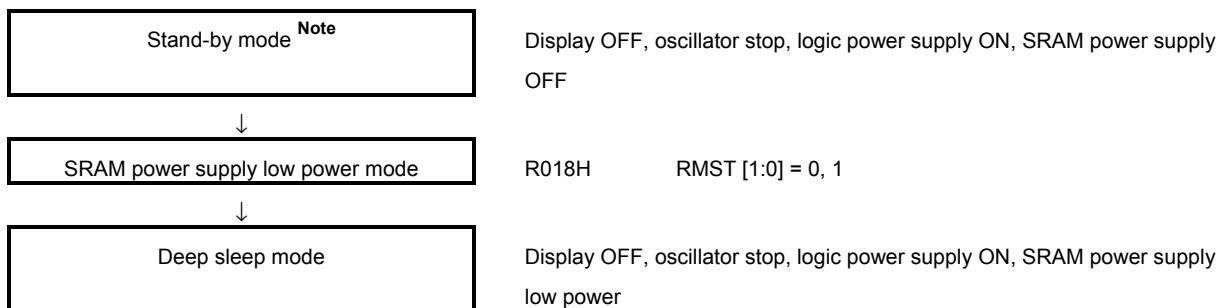 Stand-by mode Note
Display OFF, oscillator stop, logic power supply ON, SRAM power supply
OFF
↓
SRAM power supply low power mode
R018H RMST [1:0] = 0, 1
↓
Deep sleep mode
Display OFF, oscillator stop, logic power supply ON, SRAM power supply
low power